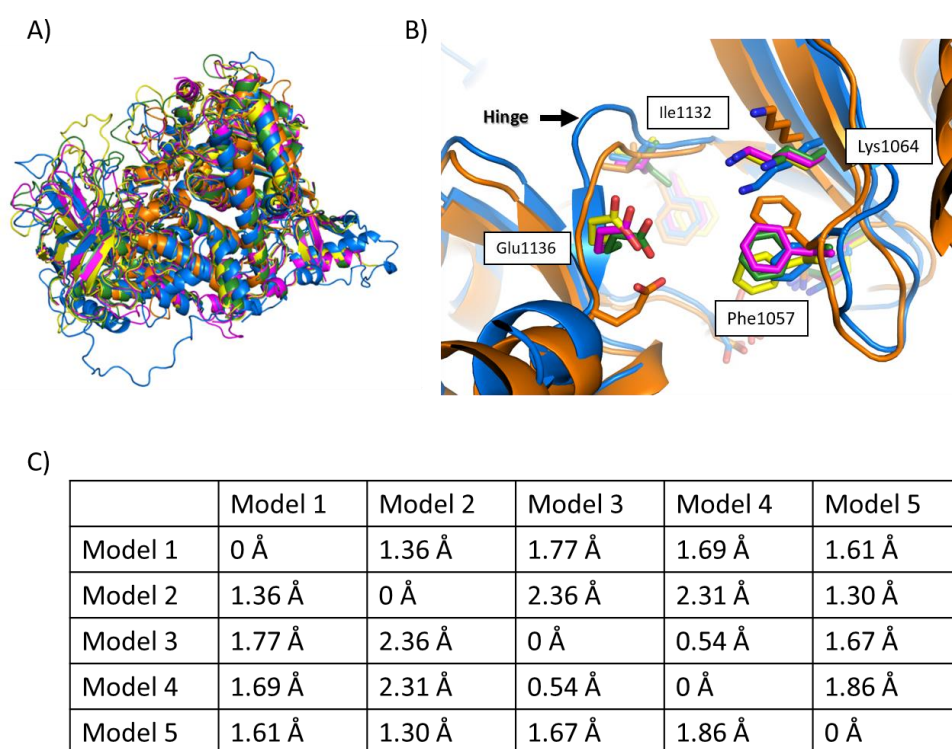 A)
B)
Hinge
Ile1132
Lys1064
Glu1136
Phe1057
C)
Model 1 Model 2 Model 3 Model 4 Model 5
Model 1 0 Å 1.36 Å 1.77 Å 1.69 Å 1.61 Å
Model 2 1.36 Å 0 Å 2.36 Å 2.31 Å 1.30 Å
Model 3 1.77 Å 2.36 Å 0 Å 0.54 Å 1.67 Å
Model 4 1.69 Å 2.31 Å 0.54 Å 0 Å 1.86 Å
Model 5 1.61 Å 1.30 Å 1.67 Å 1.86 Å 0 Å